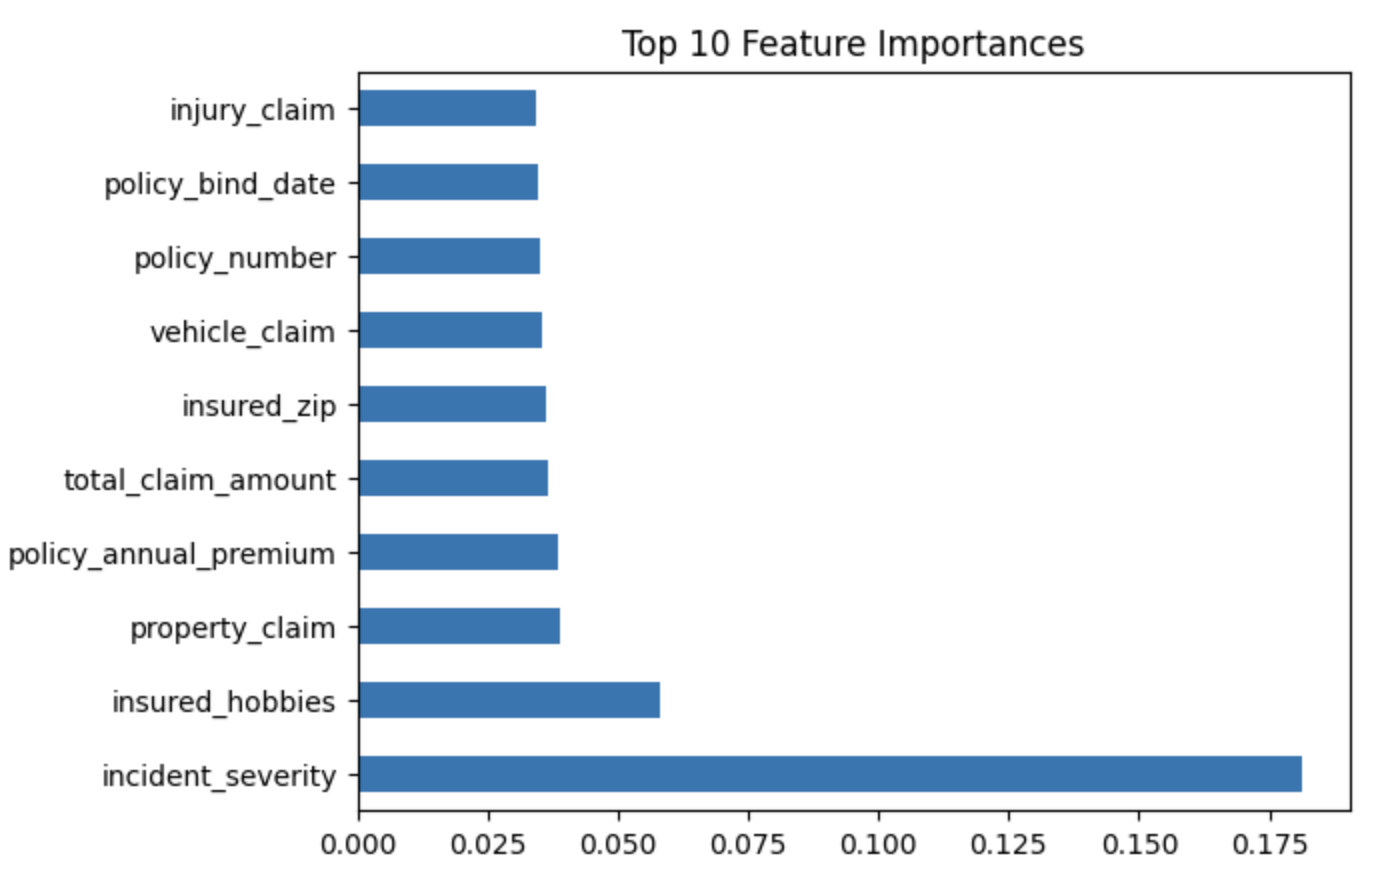 Top 10 Feature Importances
injury_claim
policy_bind_date
policy_number
vehicle_claim
insured_zip
total_claim_amount
policy_annual_premium
property_claim
insured_hobbies
incident_severity
0.000 0.025 0.050 0.075 0.100 0.125 0.150 0.175